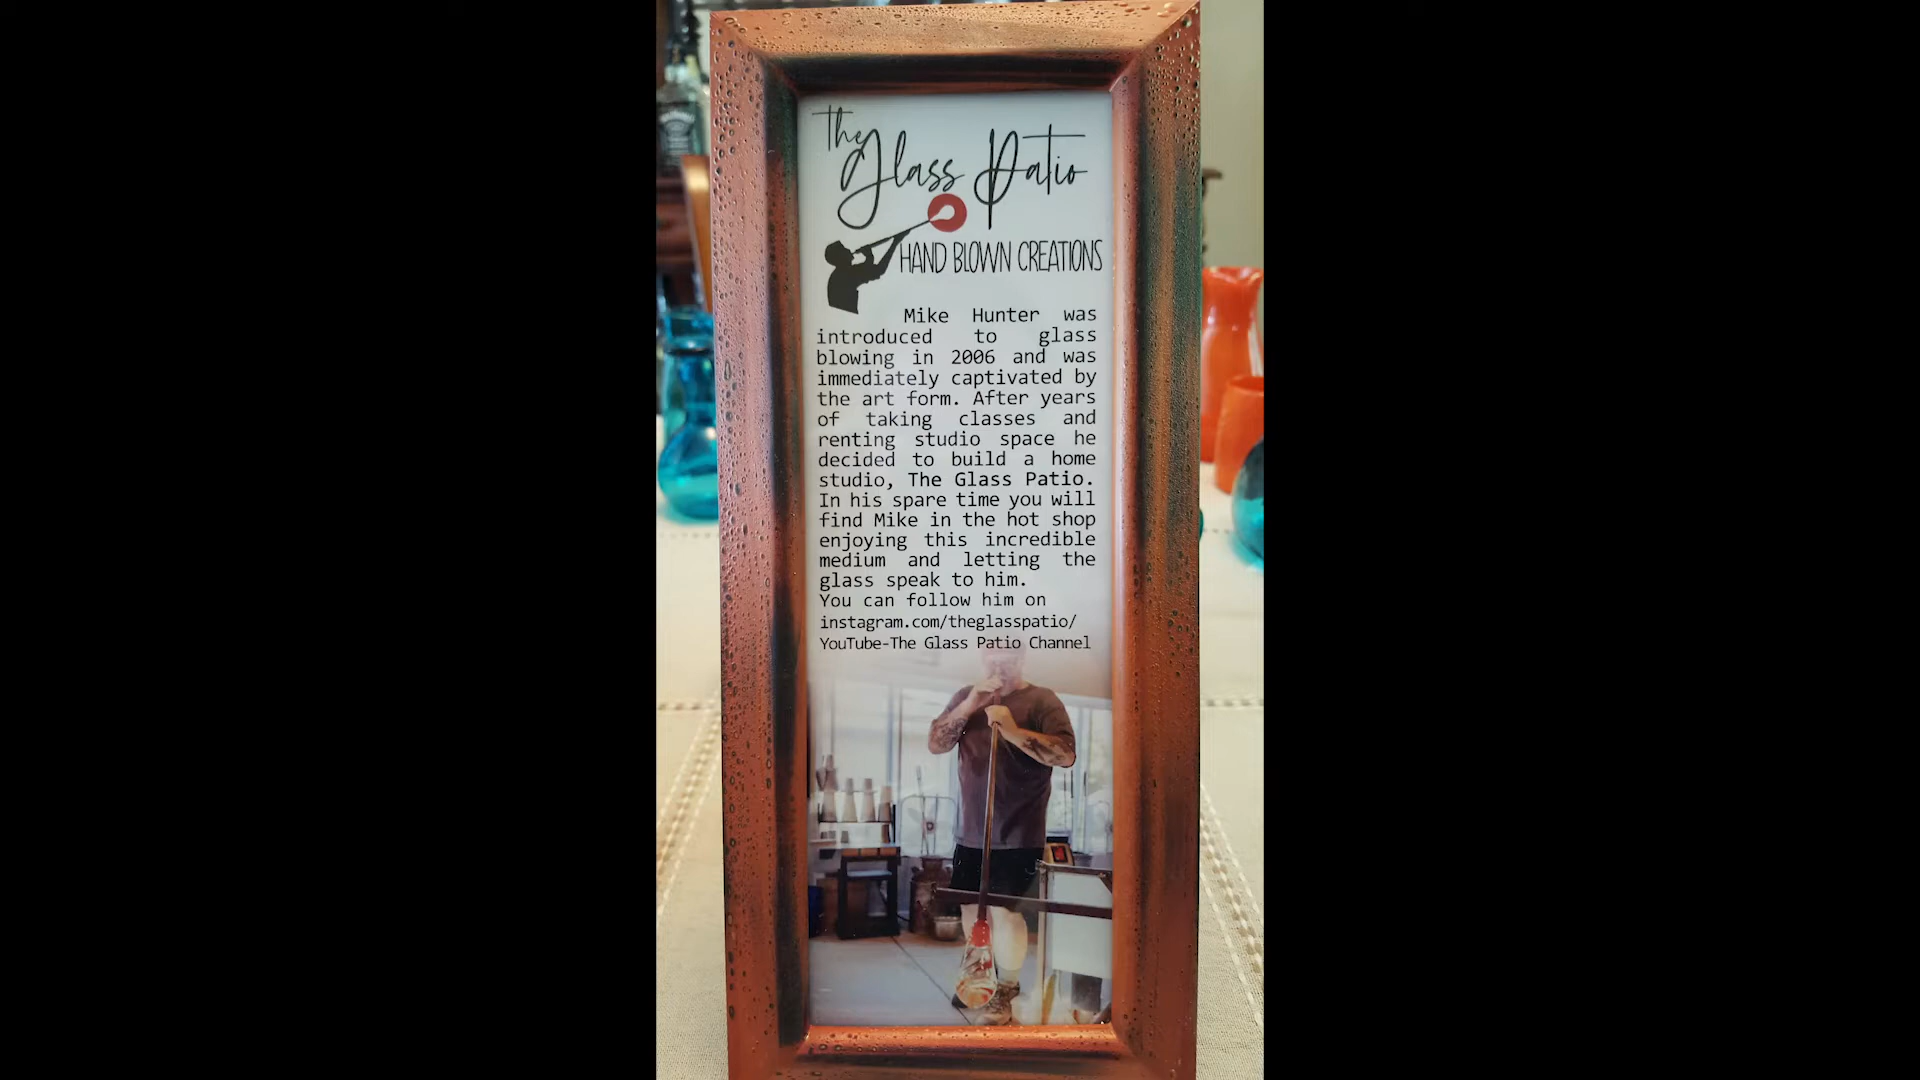 the
Glass Patio
HAND BLOWN CREATIONS
Mike Hunter was
introduced to glass
blowing in 2006 and was
immediately captivated by
the art form. After years
of taking classes and
renting studio space he
decided to build a home
studio, The Glass Patio.
In his spare time you will
find Mike in the hot shop
enjoying this incredible
medium and letting the
glass speak to him.
You can follow him on
instagram.com/theglasspatio/
YouTube-The Glass Patio Channel